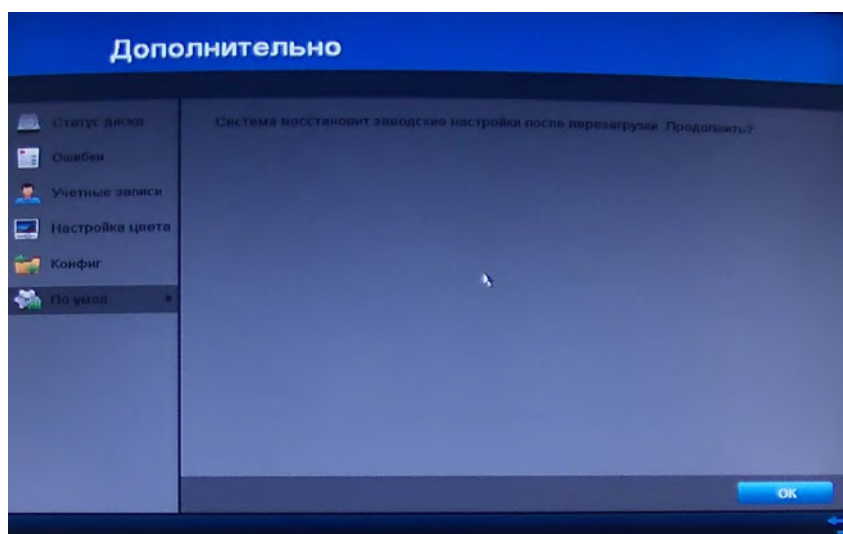 Дополнительно
Статус диска
Ошибки
Учетные записи
Настройка цвета
Конфиг
По умол
Система восстановит заводские настройки после перезагрузки. Продолжить?
OK